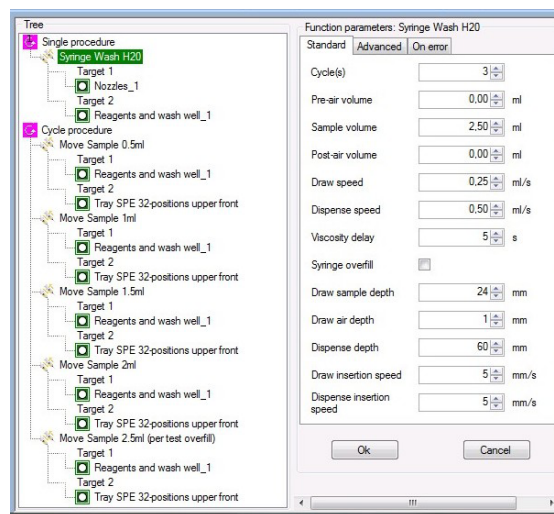 Tree
Single procedure
Syringe Wash H20
Target 1
Nozzles_1
Target 2
Reagents and wash well_1
Cycle procedure
Move Sample 0.5ml
Target 1
Reagents and wash well_1
Target 2
Tray SPE 32-positions upper front
Move Sample 1ml
Target 1
Reagents and wash well_1
Target 2
Tray SPE 32-positions upper front
Move Sample 1.5ml
Target 1
Reagents and wash well_1
Target 2
Tray SPE 32-positions upper front
Move Sample 2ml
Target 1
Reagents and wash well_1
Target 2
Tray SPE 32-positions upper front
Move Sample 2.5ml (per test overfill)
Target 1
Reagents and wash well_1
Target 2
Tray SPE 32-positions upper front
Function parameters: Syringe Wash H20
Standard Advanced On error
Cycle(s) 3
Pre-air volume 0,00 ml
Sample volume 2,50 ml
Post-air volume 0,00 ml
Draw speed 0,25 ml/s
Dispense speed 0,50 ml/s
Viscosity delay 5 s
Syringe overfill
Draw sample depth 24 mm
Draw air depth 1 mm
Dispense depth 60 mm
Draw insertion speed 5 mm/s
Dispense insertion
speed 5 mm/s
Ok Cancel